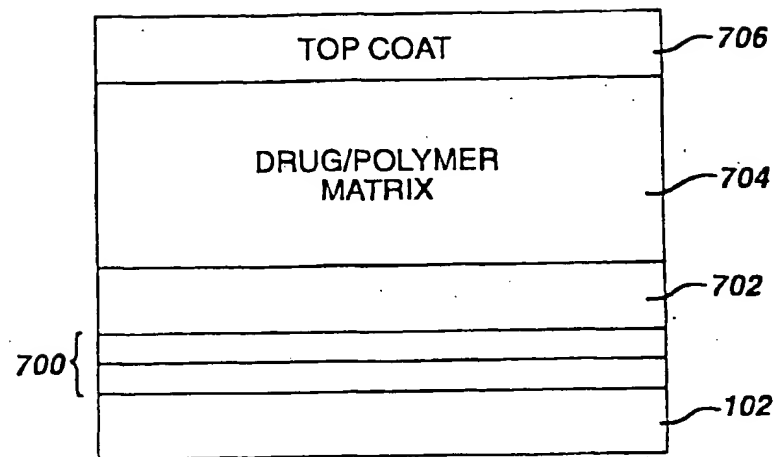 TOP COAT
706
DRUG/POLYMER
MATRIX
704
702
700
102